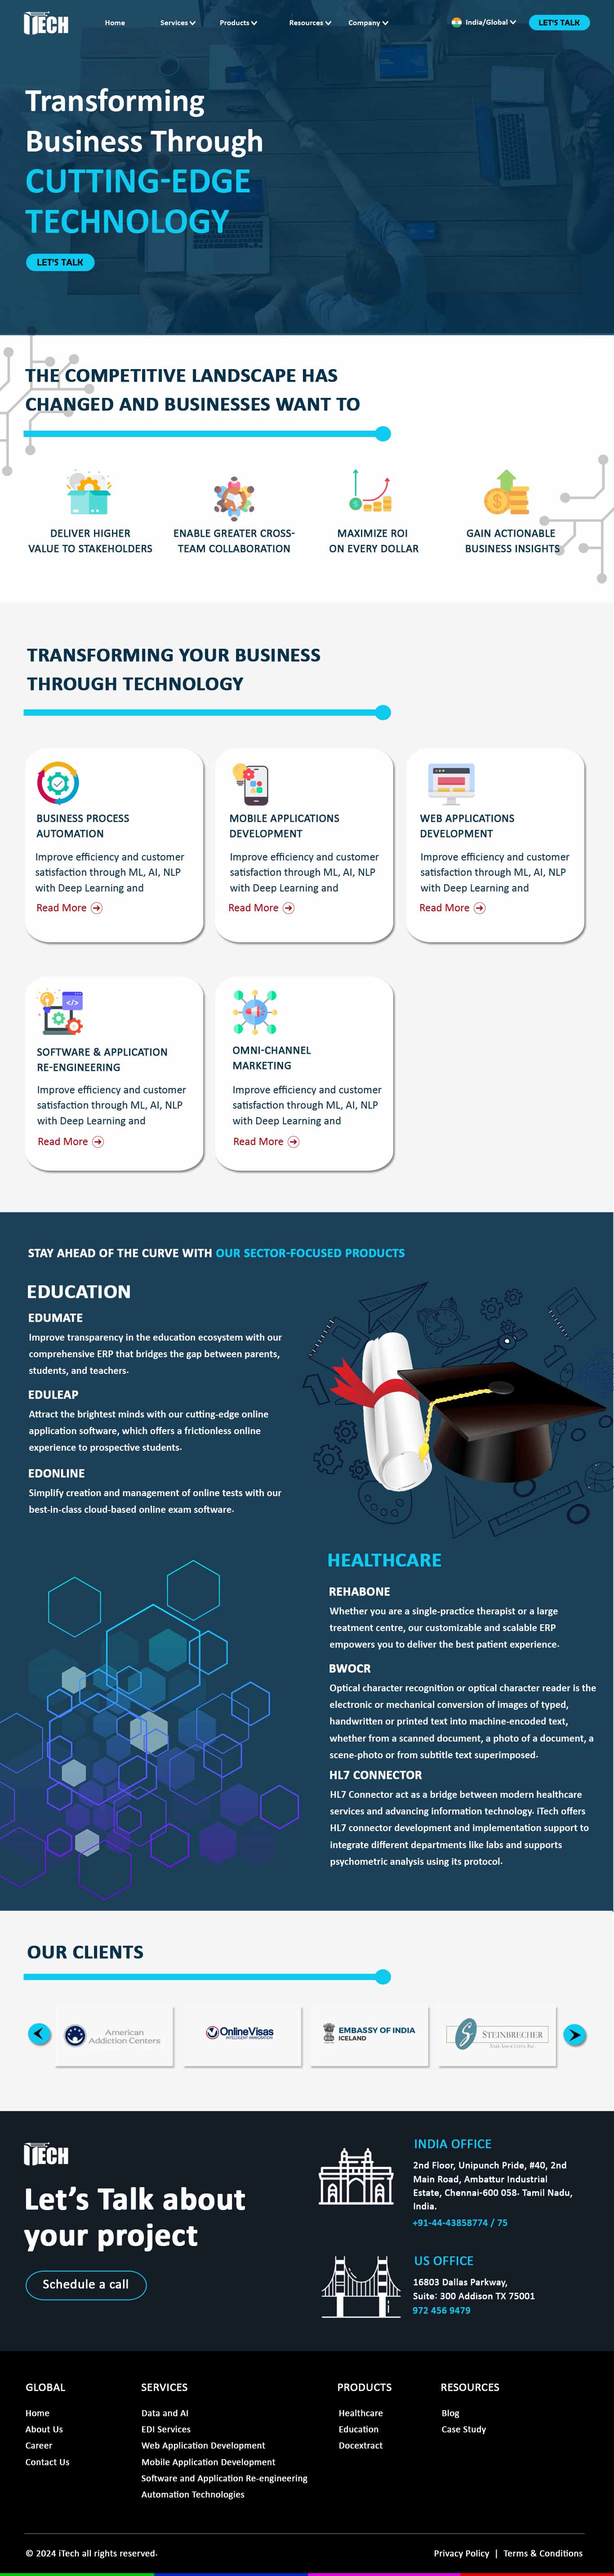 iTECH
Home
Services
Products
Resources
Company
India/Global
LET'S TALK
Transforming
Business Through
CUTTING-EDGE
TECHNOLOGY
LET'S TALK
THE COMPETITIVE LANDSCAPE HAS
CHANGED AND BUSINESSES WANT TO
DELIVER HIGHER
VALUE TO STAKEHOLDERS
ENABLE GREATER CROSS-
TEAM COLLABORATION
MAXIMIZE ROI
ON EVERY DOLLAR
GAIN ACTIONABLE
BUSINESS INSIGHTS
TRANSFORMING YOUR BUSINESS
THROUGH TECHNOLOGY
BUSINESS PROCESS
AUTOMATION
Improve efficiency and customer
satisfaction through ML, AI, NLP
with Deep Learning and
Read More
MOBILE APPLICATIONS
DEVELOPMENT
Improve efficiency and customer
satisfaction through ML, AI, NLP
with Deep Learning and
Read More
WEB APPLICATIONS
DEVELOPMENT
Improve efficiency and customer
satisfaction through ML, AI, NLP
with Deep Learning and
Read More
</>
SOFTWARE & APPLICATION
RE-ENGINEERING
Improve efficiency and customer
satisfaction through ML, AI, NLP
with Deep Learning and
Read More
OMNI-CHANNEL
MARKETING
Improve efficiency and customer
satisfaction through ML, AI, NLP
with Deep Learning and
Read More
STAY AHEAD OF THE CURVE WITH OUR SECTOR-FOCUSED PRODUCTS
EDUCATION
EDUMATE
Improve transparency in the education ecosystem with our
comprehensive ERP that bridges the gap between parents,
students, and teachers.
EDULEAP
Attract the brightest minds with our cutting-edge online
application software, which offers a frictionless online
experience to prospective students.
EDONLINE
Simplify creation and management of online tests with our
best-in-class cloud-based online exam software.
HEALTHCARE
REHABONE
Whether you are a single-practice therapist or a large
treatment centre, our customizable and scalable ERP
empowers you to deliver the best patient experience.
BWOCR
Optical character recognition or optical character reader is the
electronic or mechanical conversion of images of typed,
handwritten or printed text into machine-encoded text,
whether from a scanned document, a photo of a document, a
scene-photo or from subtitle text superimposed.
HL7 CONNECTOR
HL7 Connector act as a bridge between modern healthcare
services and advancing information technology. iTech offers
HL7 connector development and implementation support to
integrate different departments like labs and supports
psychometric analysis using its protocol.
OUR CLIENTS
American
Addiction Centers
OnlineVisas
INTELLIGENT IMMIGRATION
EMBASSY OF INDIA
ICELAND
STEINBRECHER
AND ASSOCIATES, INC.
iTECH
Let's Talk about
your project
Schedule a call
INDIA OFFICE
2nd Floor, Unipunch Pride, #40, 2nd
Main Road, Ambattur Industrial
Estate, Chennai-600 058. Tamil Nadu,
India.
+91-44-43858774 / 75
US OFFICE
16803 Dallas Parkway,
Suite: 300 Addison TX 75001
972 456 9479
GLOBAL
Home
About Us
Career
Contact Us
SERVICES
Data and AI
EDI Services
Web Application Development
Mobile Application Development
Software and Application Re-engineering
Automation Technologies
PRODUCTS
Healthcare
Education
Docextract
RESOURCES
Blog
Case Study
© 2024 iTech all rights reserved.
Privacy Policy | Terms & Conditions